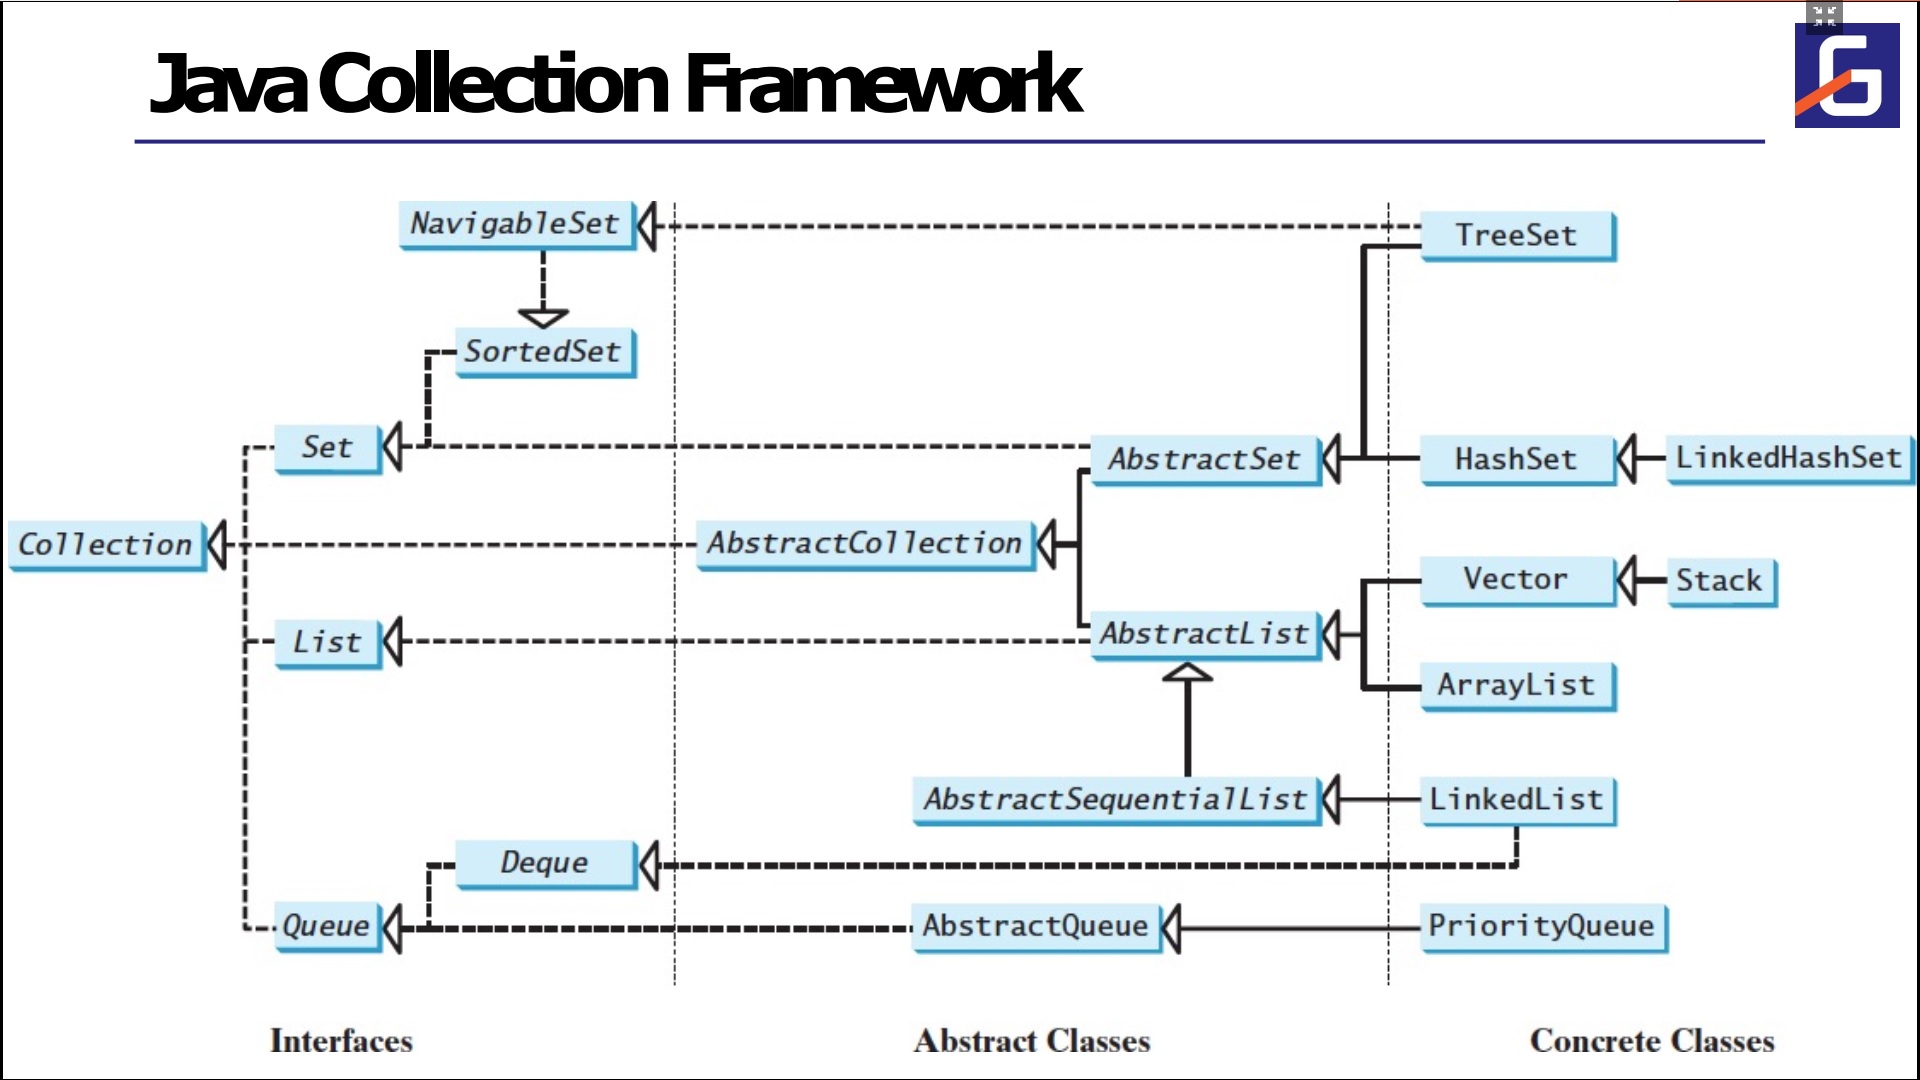 Java Collection Framework
G
NavigableSet
TreeSet
SortedSet
Set
AbstractSet
HashSet
LinkedHashSet
Collection
AbstractCollection
Vector
Stack
List
AbstractList
ArrayList
AbstractSequentialList
LinkedList
Deque
Queue
AbstractQueue
PriorityQueue
Interfaces
Abstract Classes
Concrete Classes